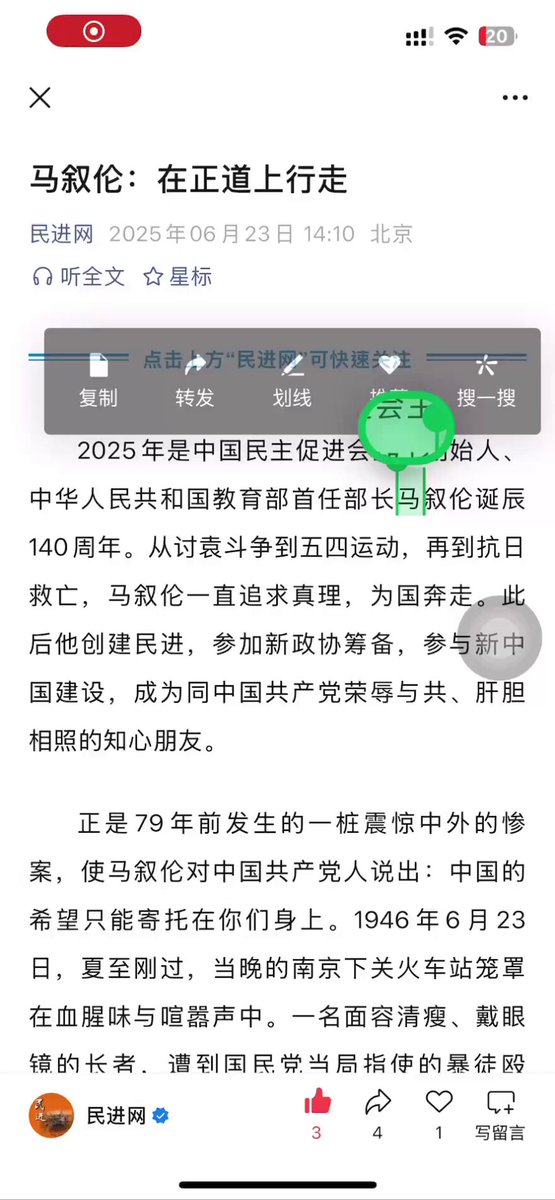 20
马叙伦：在正道上行走
民进网 2025年06月23日 14:10 北京
听全文 星标
点击上方“民进网”可快速关注
复制 转发 划线 推荐 搜一搜
会主
2025年是中国民主促进会 始人、
中华人民共和国教育部首任部长马叙伦诞辰
140周年。从讨袁斗争到五四运动，再到抗日
救亡，马叙伦一直追求真理，为国奔走。此
后他创建民进，参加新政协筹备，参与新中
国建设，成为同中国共产党荣辱与共、肝胆
相照的知心朋友。
正是79年前发生的一桩震惊中外的惨
案，使马叙伦对中国共产党人说出：中国的
希望只能寄托在你们身上。1946年6月23
日，夏至刚过，当晚的南京下关火车站笼罩
在血腥味与喧嚣声中。一名面容清瘦、戴眼
镜的长者，遭到国民党当局指使的暴徒殴
民进
民进网
3 4 1 写留言